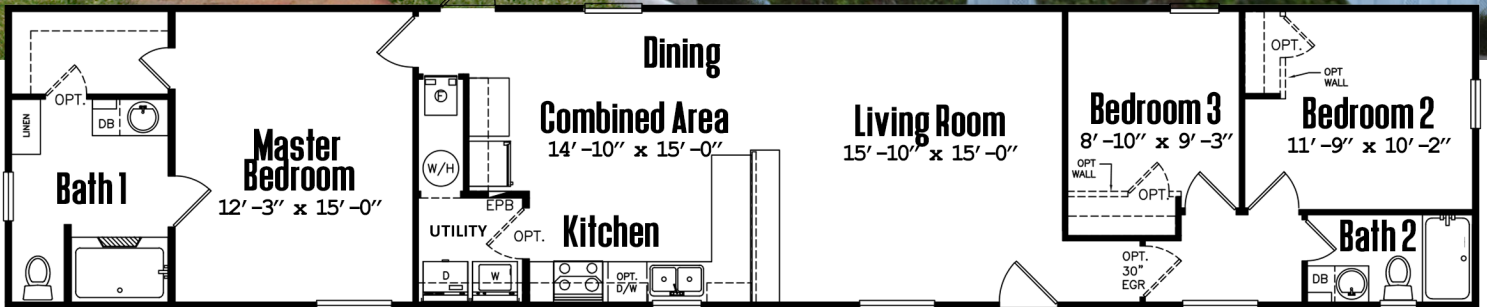 OPT.
LINEN
DB
Bath 1
Master
Bedroom
12'-3" x 15'-0"
F
W/H
EPB
UTILITY
OPT.
D
W
Dining
Combined Area
14'-10" x 15'-0"
Kitchen
OPT.
D/W
Living Room
15'-10" x 15'-0"
Bedroom 3
8'-10" x 9'-3"
OPT
WALL
OPT.
OPT.
30"
EGR
OPT.
OPT
WALL
Bedroom 2
11'-9" x 10'-2"
Bath 2
DB